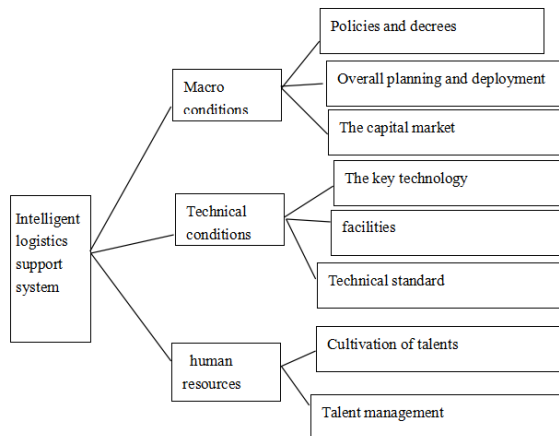 Intelligent
logistics
support
system
Macro
conditions
Policies and decrees
Overall planning and deployment
The capital market
Technical
conditions
The key technology
facilities
Technical standard
human
resources
Cultivation of talents
Talent management